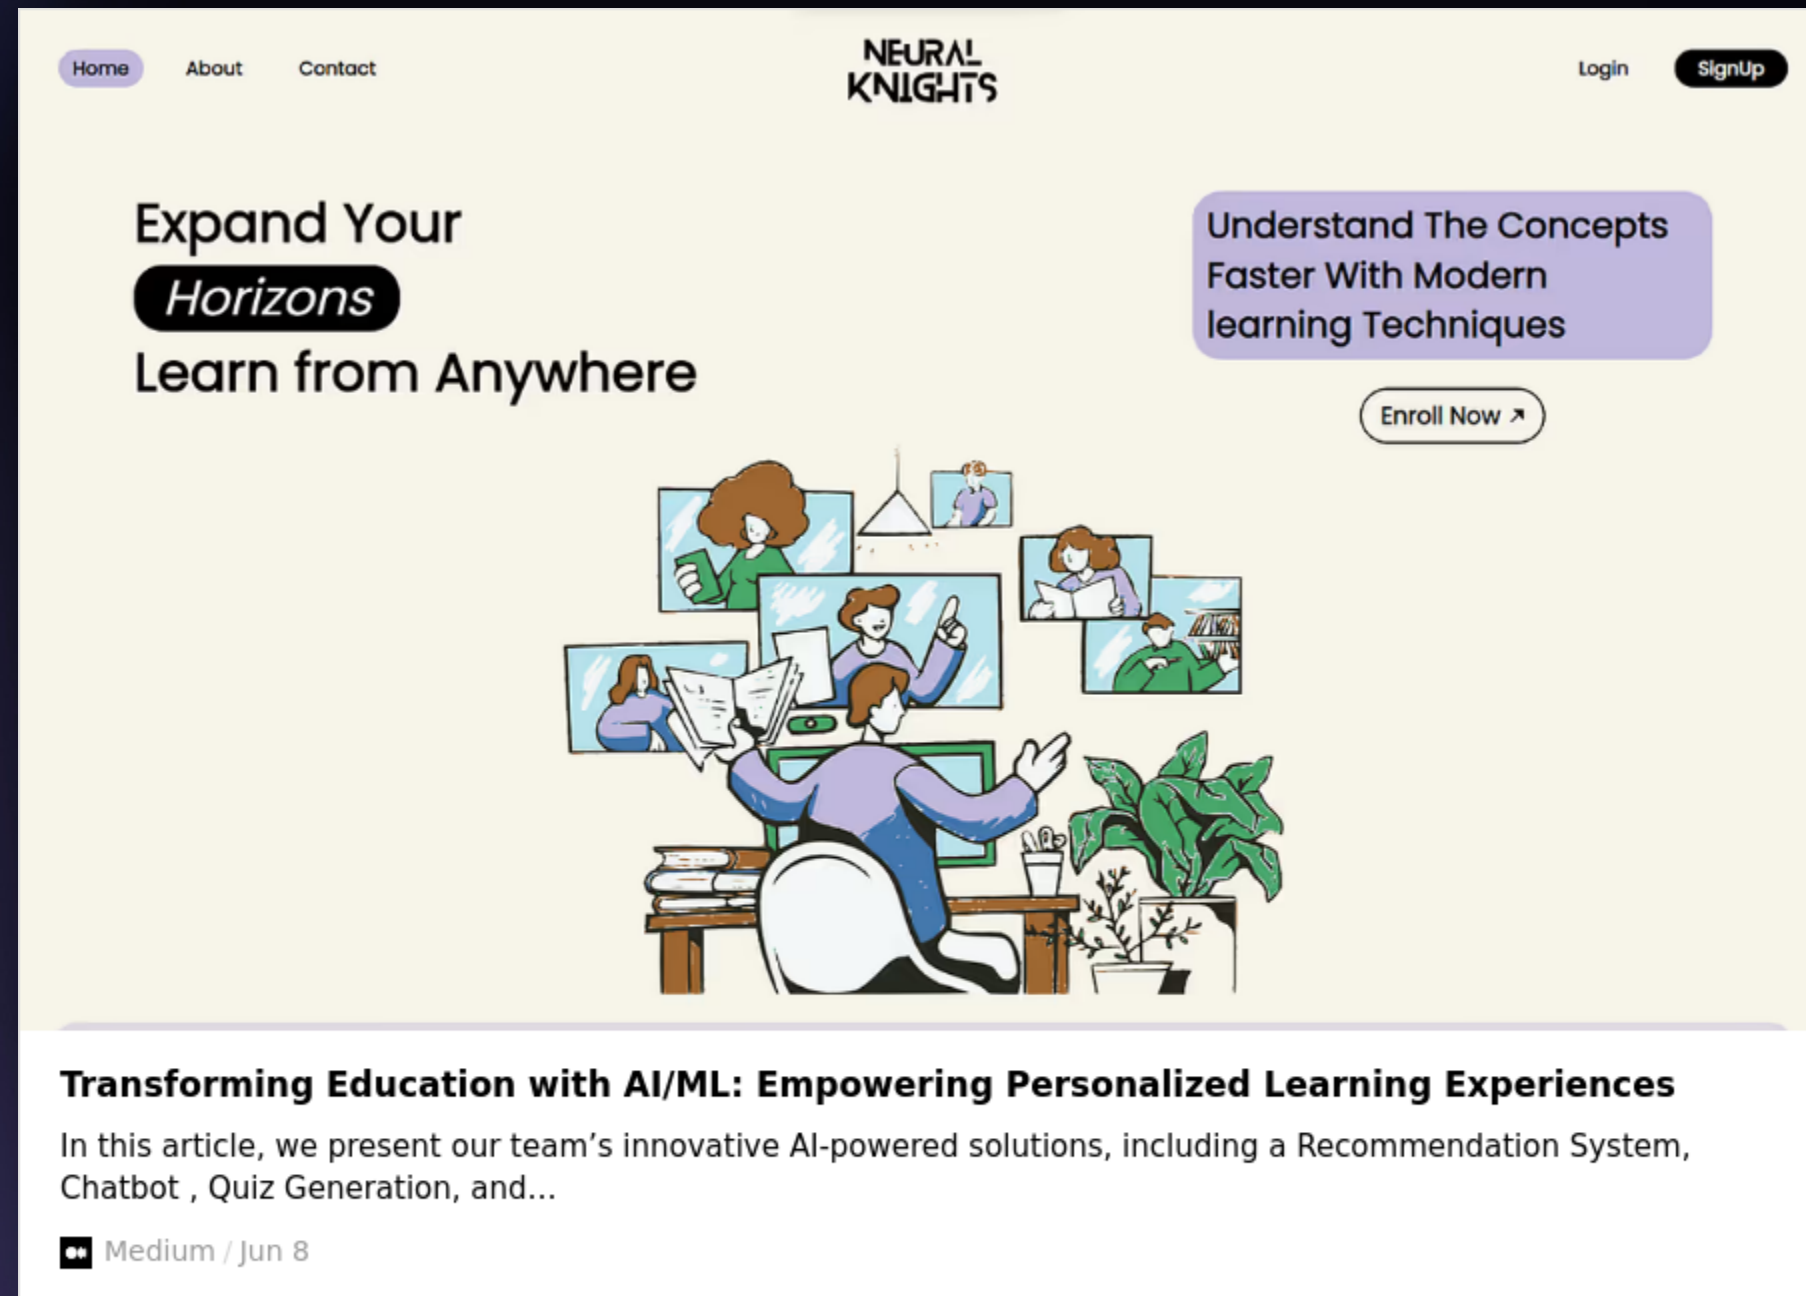 Home About Contact
NEURAL
KNIGHTS
Login SignUp
Expand Your
Horizons
Learn from Anywhere
Understand The Concepts
Faster With Modern
learning Techniques
Enroll Now ↗
Transforming Education with AI/ML: Empowering Personalized Learning Experiences
In this article, we present our team’s innovative AI-powered solutions, including a Recommendation System,
Chatbot , Quiz Generation, and...
Medium / Jun 8